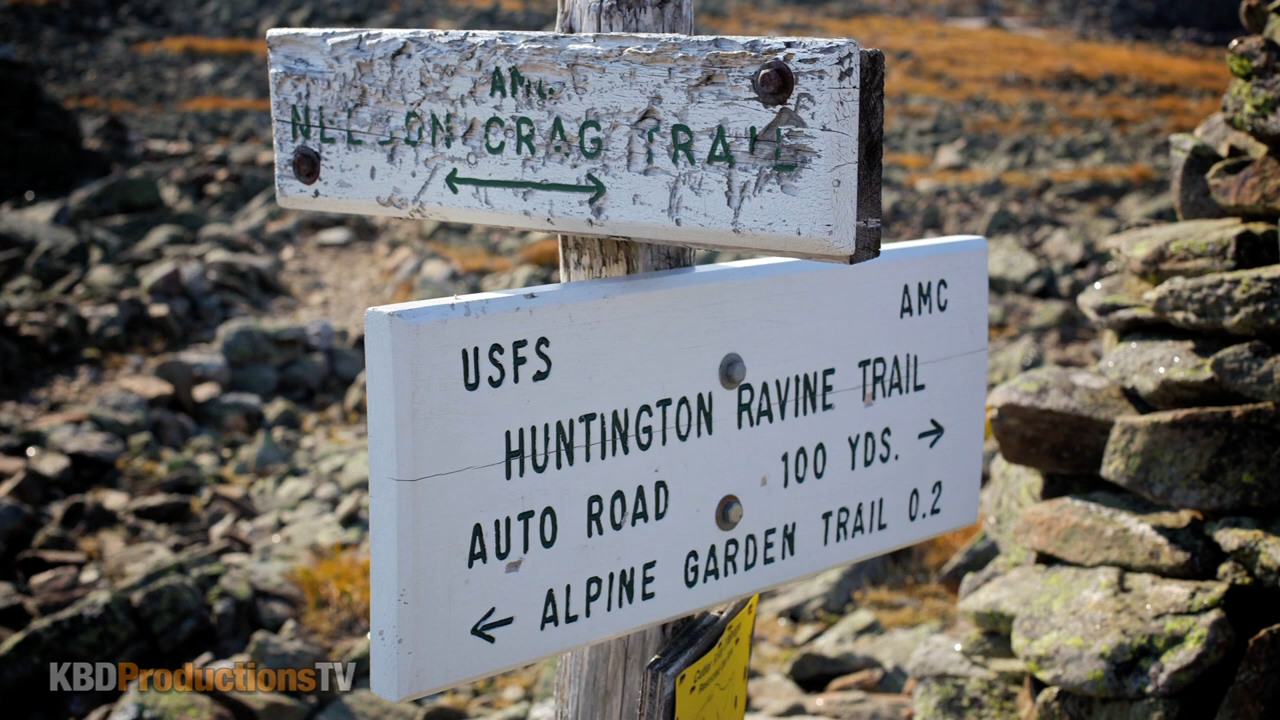 AMC
NELSON CRAG TRAIL
USFS AMC
HUNTINGTON RAVINE TRAIL
AUTO ROAD 100 YDS. →
← ALPINE GARDEN TRAIL 0.2
KBDProductionsTV